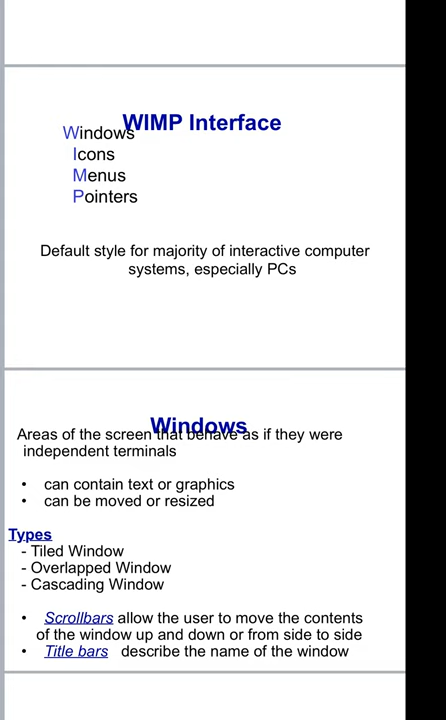 WIMP Interface
Windows
Icons
Menus
Pointers
Default style for majority of interactive computer
systems, especially PCs
Windows
Areas of the screen that behave as if they were
independent terminals
• can contain text or graphics
• can be moved or resized
Types
- Tiled Window
- Overlapped Window
- Cascading Window
• Scrollbars allow the user to move the contents
of the window up and down or from side to side
• Title bars describe the name of the window